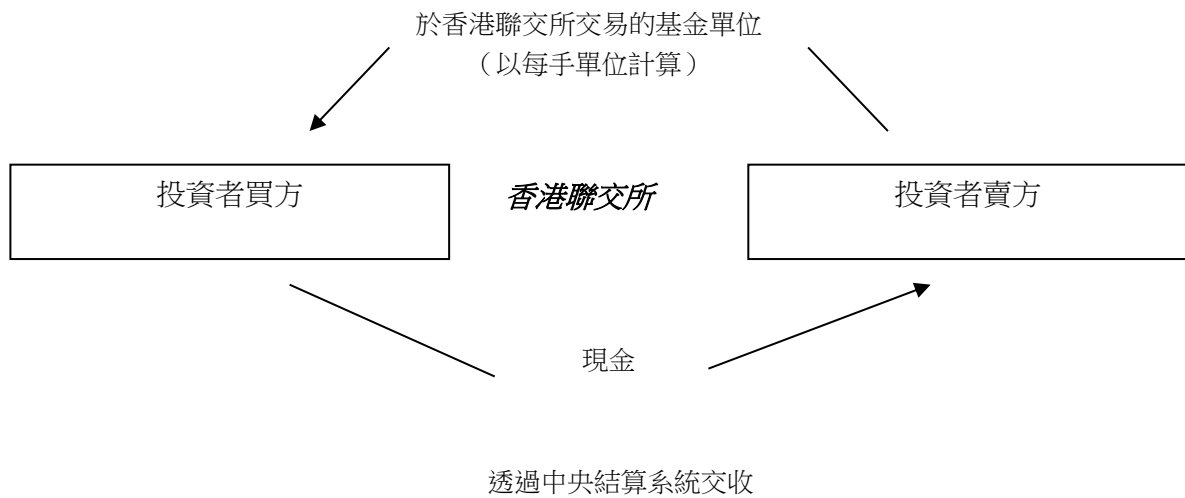 於香港聯交所交易的基金單位
（以每手單位計算）
投資者買方
香港聯交所
投資者賣方
現金
透過中央結算系統交收